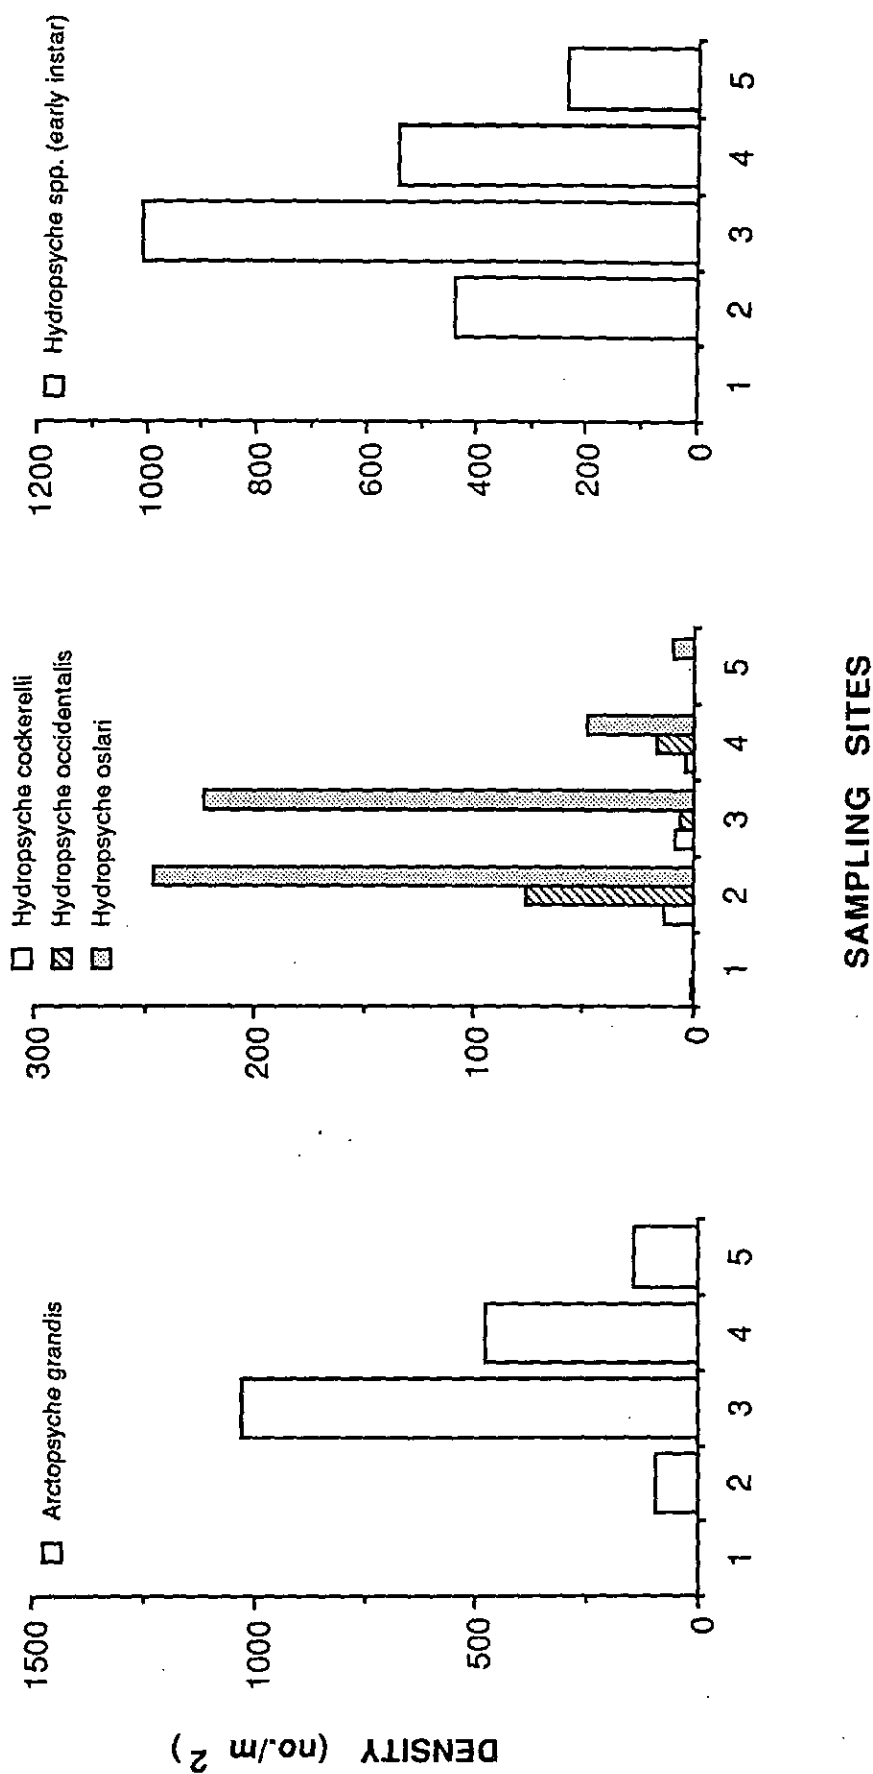 DENSITY (no./m 2 )
Arctopsyche grandis
1500
1000
500
0
1 2 3 4 5
Hydropsyche cockerelli
Hydropsyche occidentalis
Hydropsyche oslari
300
200
100
0
1 2 3 4 5
Hydropsyche spp. (early instar)
1200
1000
800
600
400
200
0
1 2 3 4 5
SAMPLING SITES